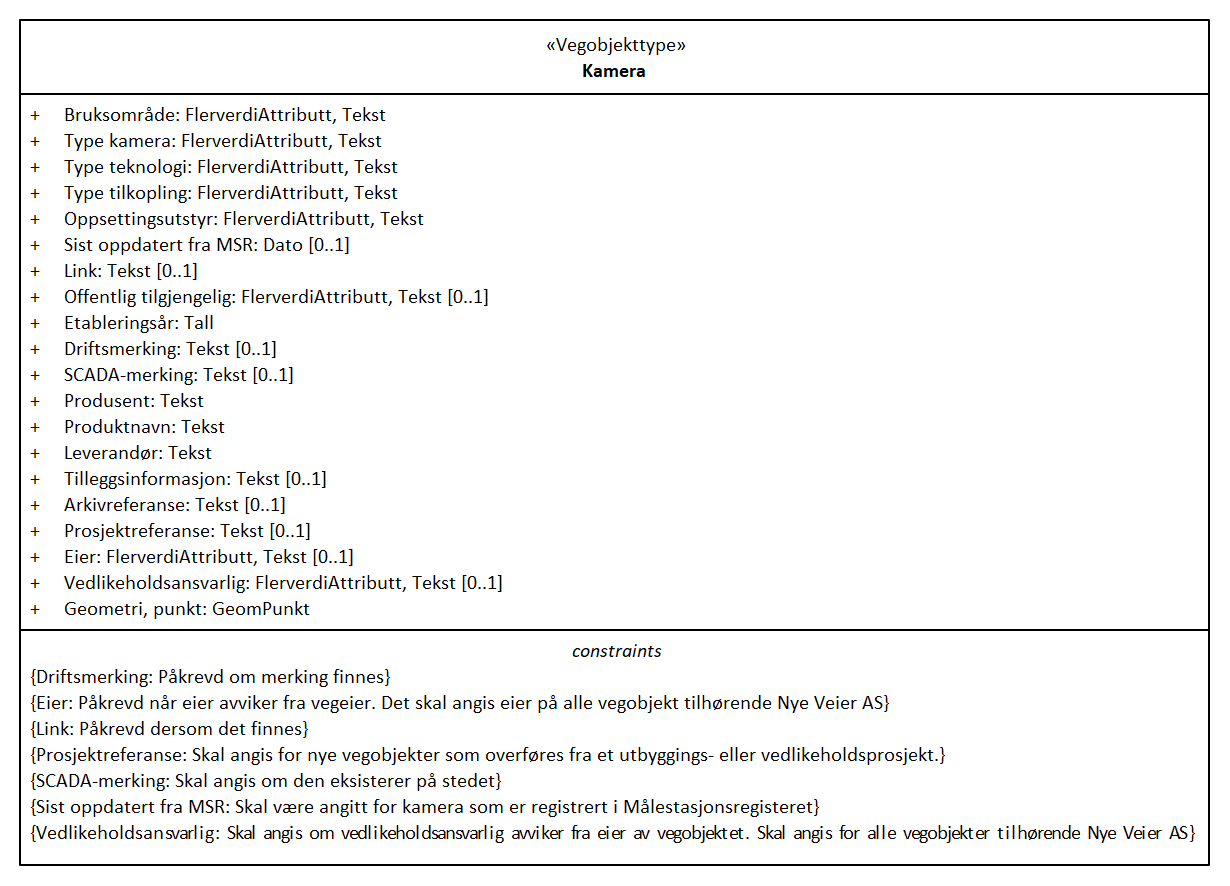 «Vegobjekttype»
Kamera
+ Bruksområde: FlerverdiAttributt, Tekst
+ Type kamera: FlerverdiAttributt, Tekst
+ Type teknologi: FlerverdiAttributt, Tekst
+ Type tilkopling: FlerverdiAttributt, Tekst
+ Oppsettingsutstyr: FlerverdiAttributt, Tekst
+ Sist oppdatert fra MSR: Dato [0..1]
+ Link: Tekst [0..1]
+ Offentlig tilgjengelig: FlerverdiAttributt, Tekst [0..1]
+ Etableringsår: Tall
+ Driftsmerking: Tekst [0..1]
+ SCADA-merking: Tekst [0..1]
+ Produsent: Tekst
+ Produktnavn: Tekst
+ Leverandør: Tekst
+ Tilleggsinformasjon: Tekst [0..1]
+ Arkivreferanse: Tekst [0..1]
+ Prosjektreferanse: Tekst [0..1]
+ Eier: FlerverdiAttributt, Tekst [0..1]
+ Vedlikeholdsansvarlig: FlerverdiAttributt, Tekst [0..1]
+ Geometri, punkt: GeomPunkt
constraints
{Driftsmerking: Påkrevd om merking finnes}
{Eier: Påkrevd når eier avviker fra vegeier. Det skal angis eier på alle vegobjekt tilhørende Nye Veier AS}
{Link: Påkrevd dersom det finnes}
{Prosjektreferanse: Skal angis for nye vegobjekter som overføres fra et utbyggings- eller vedlikeholdsprosjekt.}
{SCADA-merking: Skal angis om den eksisterer på stedet}
{Sist oppdatert fra MSR: Skal være angitt for kamera som er registrert i Målestasjonsregisteret}
{Vedlikeholdsansvarlig: Skal angis om vedlikeholdsansvarlig avviker fra eier av vegobjektet. Skal angis for alle vegobjekter tilhørende Nye Veier AS}